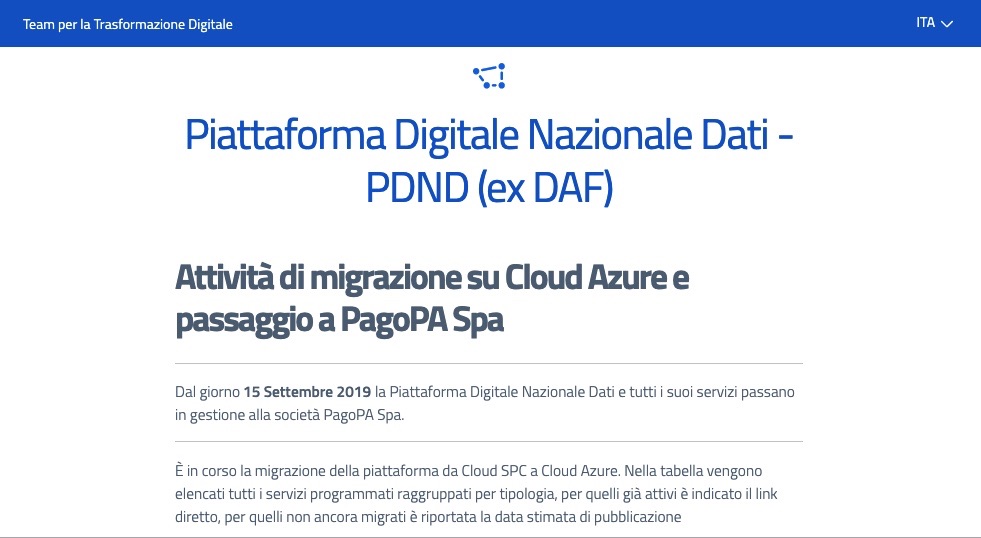 Team per la Trasformazione Digitale
ITA
Piattaforma Digitale Nazionale Dati -
PDND (ex DAF)
Attività di migrazione su Cloud Azure e
passaggio a PagoPA Spa
Dal giorno 15 Settembre 2019 la Piattaforma Digitale Nazionale Dati e tutti i suoi servizi passano
in gestione alla società PagoPA Spa.
È in corso la migrazione della piattaforma da Cloud SPC a Cloud Azure. Nella tabella vengono
elencati tutti i servizi programmati raggruppati per tipologia, per quelli già attivi è indicato il link
diretto, per quelli non ancora migrati è riportata la data stimata di pubblicazione